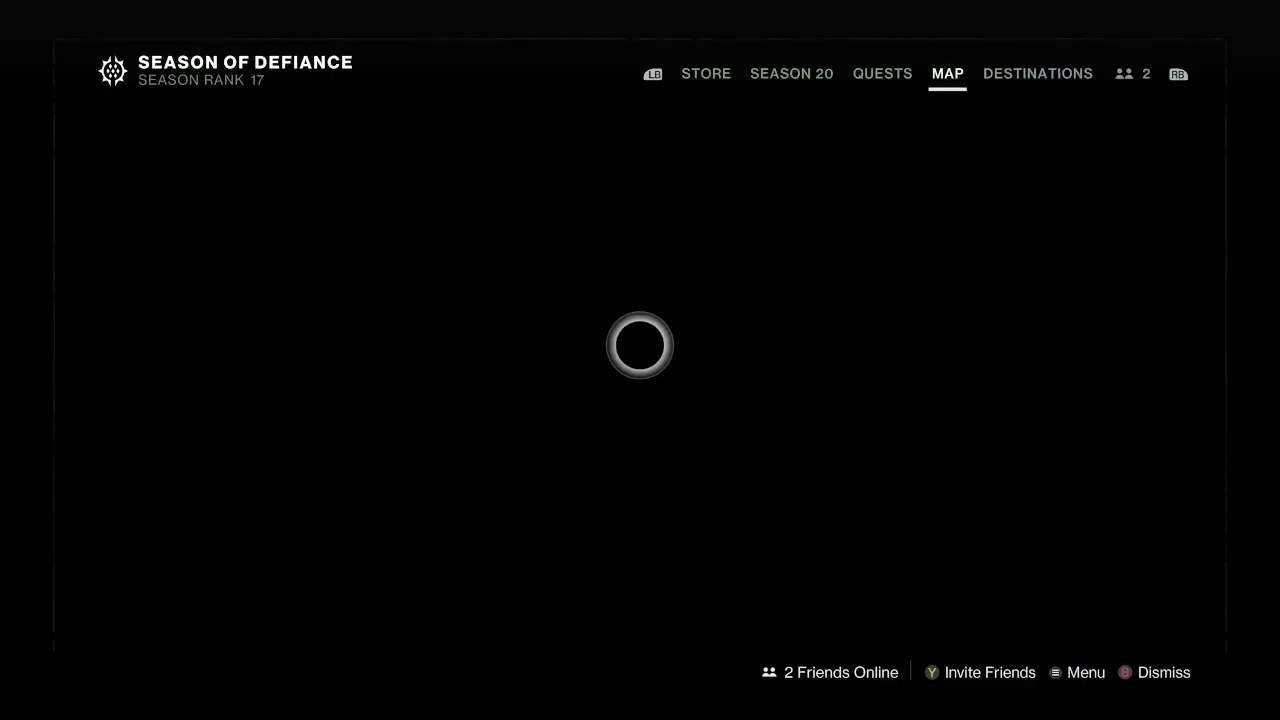 SEASON OF DEFIANCE
SEASON RANK 17
LB STORE SEASON 20 QUESTS MAP DESTINATIONS 2 RB
2 Friends Online Y Invite Friends Menu B Dismiss